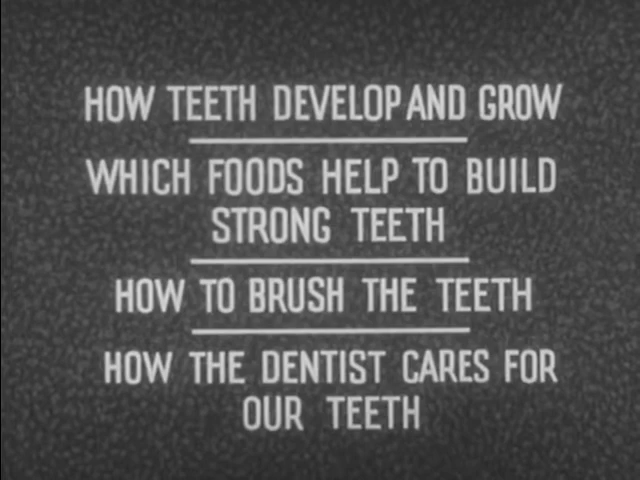 HOW TEETH DEVELOP AND GROW
WHICH FOODS HELP TO BUILD
STRONG TEETH
HOW TO BRUSH THE TEETH
HOW THE DENTIST CARES FOR
OUR TEETH